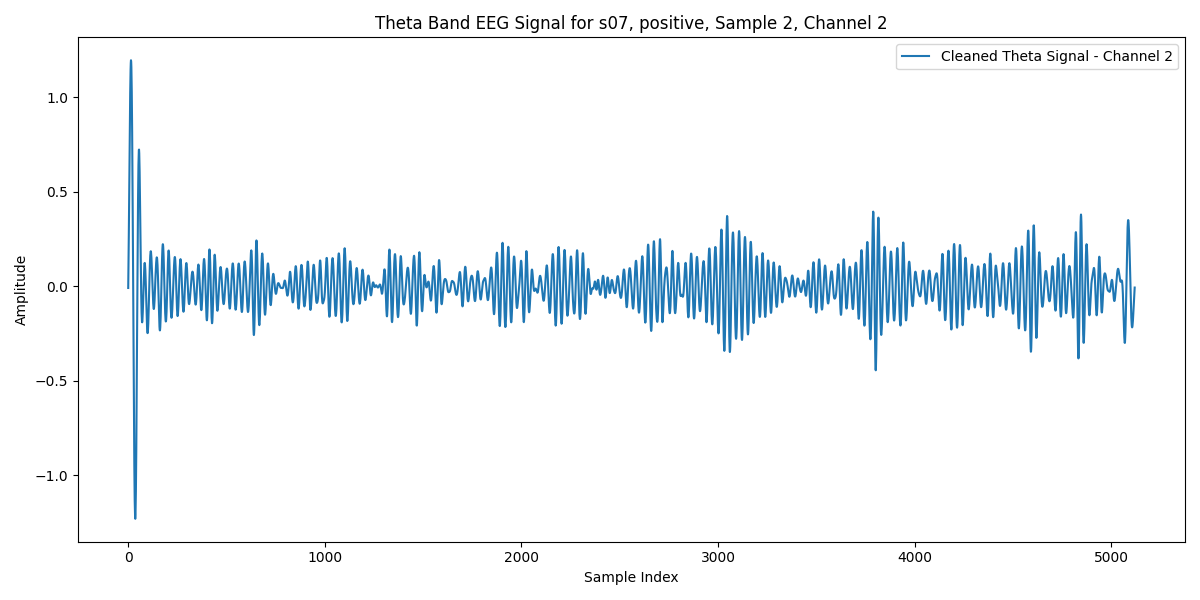 Theta Band EEG Signal for s07, positive, Sample 2, Channel 2
Cleaned Theta Signal - Channel 2
1.0
0.5
0.0
−0.5
−1.0
Amplitude
0 1000 2000 3000 4000 5000
Sample Index